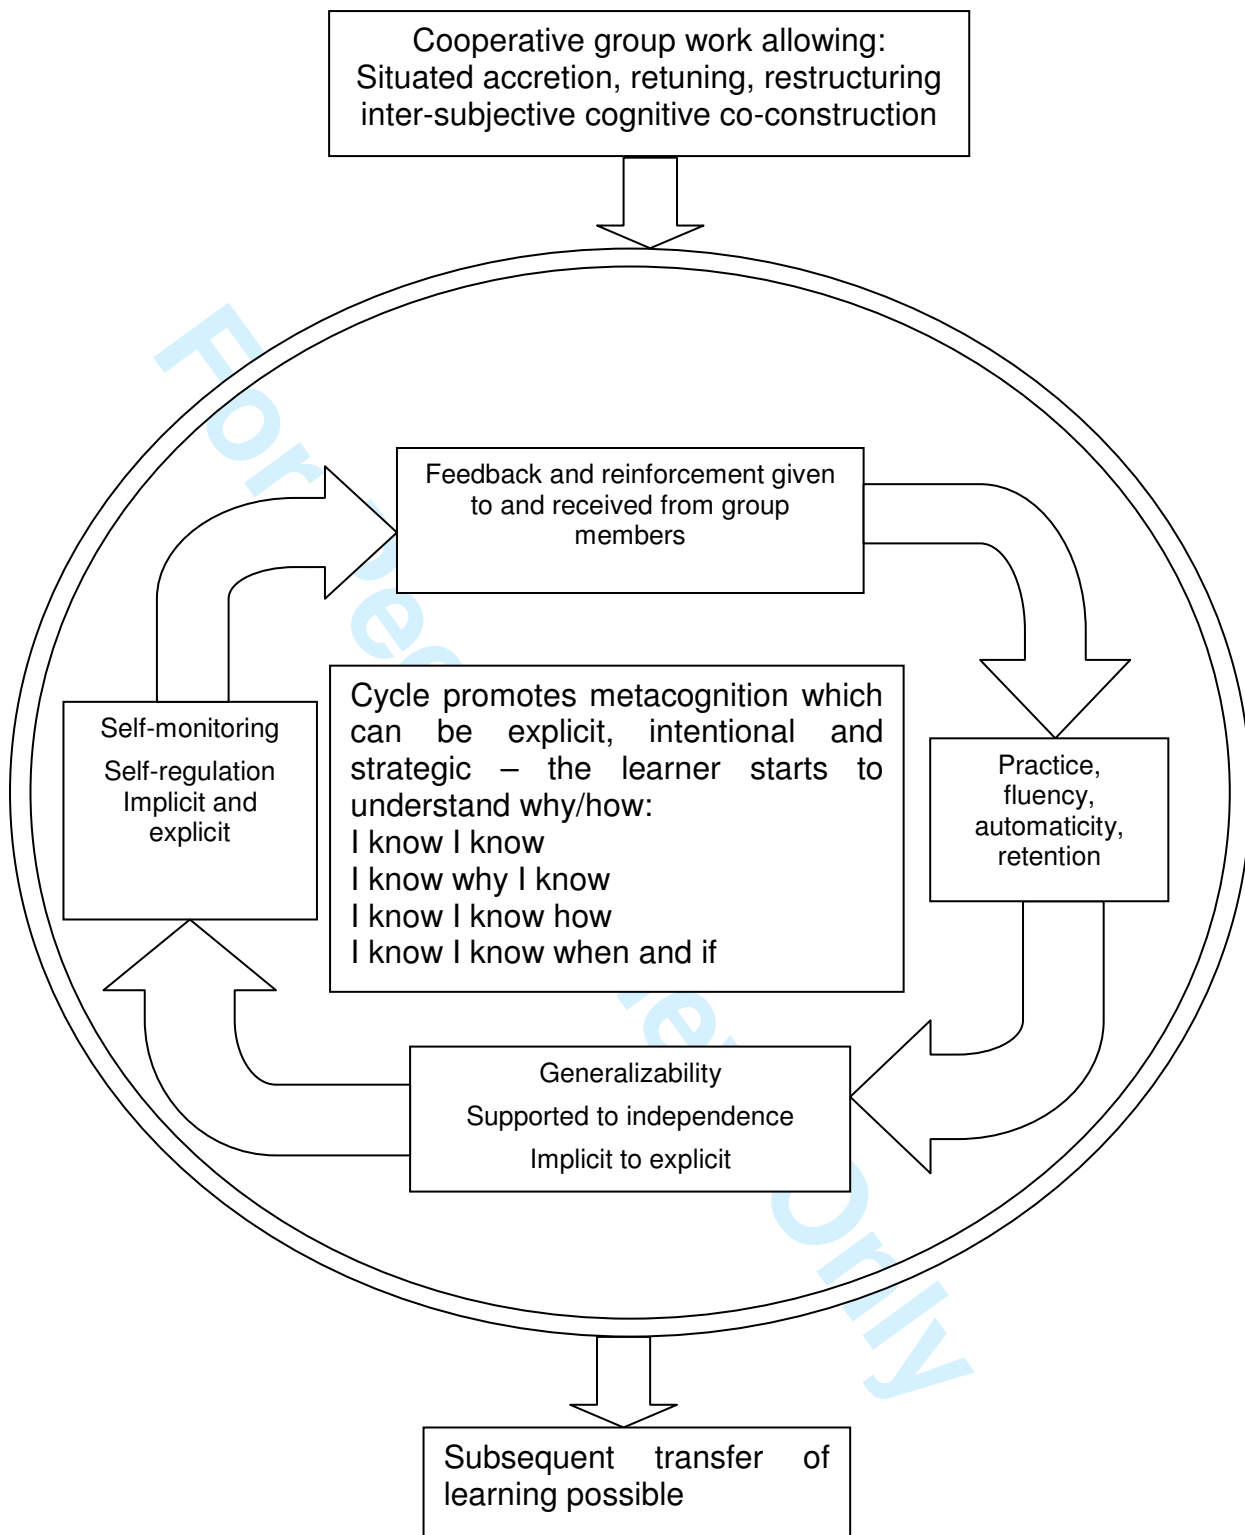 Cooperative group work allowing:
Situated accretion, retuning, restructuring
inter-subjective cognitive co-construction
Feedback and reinforcement given
to and received from group
members
Self-monitoring
Self-regulation
Implicit and
explicit
Cycle promotes metacognition which
can be explicit, intentional and
strategic – the learner starts to
understand why/how:
I know I know
I know why I know
I know I know how
I know I know when and if
Practice,
fluency,
automaticity,
retention
Generalizability
Supported to independence
Implicit to explicit
Subsequent transfer of
learning possible
For Only